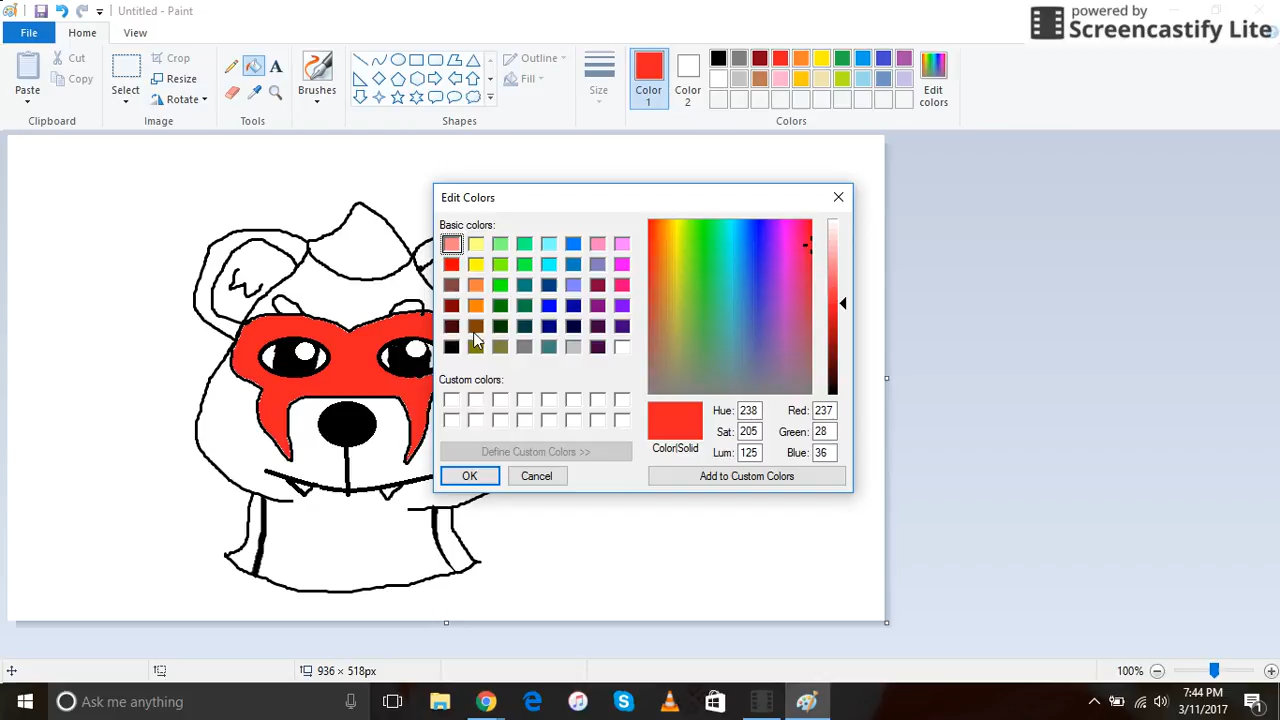 Untitled - Paint
powered by
Screencastify Lite
File
Home
View
Paste
Cut
Copy
Clipboard
Select
Crop
Resize
Rotate
Image
A
Tools
Brushes
Outline
Fill
Shapes
Size
Color
1
Color
2
Edit
colors
Colors
Edit Colors
Basic colors:
Custom colors:
Define Custom Colors >>
OK
Cancel
Color|Solid
Hue: 238
Sat: 205
Lum: 125
Red: 237
Green: 28
Blue: 36
Add to Custom Colors
936 × 518px
100%
Ask me anything
7:44 PM
3/11/2017
1